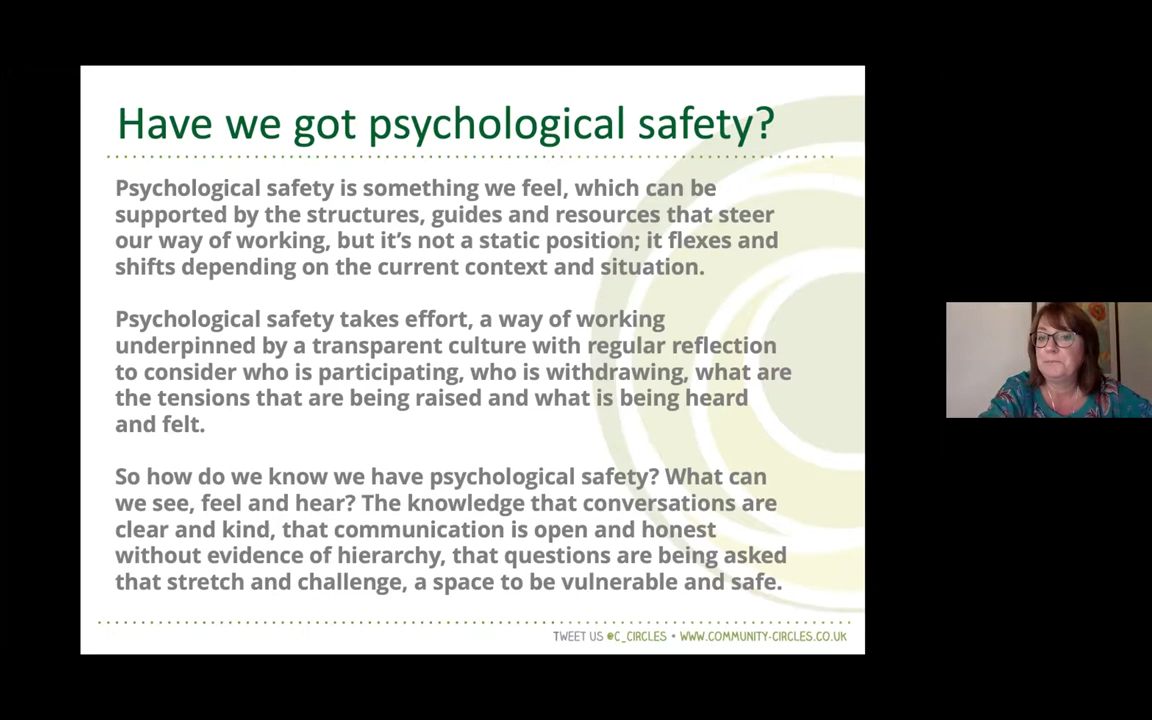 Have we got psychological safety?
Psychological safety is something we feel, which can be
supported by the structures, guides and resources that steer
our way of working, but it’s not a static position; it flexes and
shifts depending on the current context and situation.
Psychological safety takes effort, a way of working
underpinned by a transparent culture with regular reflection
to consider who is participating, who is withdrawing, what are
the tensions that are being raised and what is being heard
and felt.
So how do we know we have psychological safety? What can
we see, feel and hear? The knowledge that conversations are
clear and kind, that communication is open and honest
without evidence of hierarchy, that questions are being asked
that stretch and challenge, a space to be vulnerable and safe.
TWEET US @C_CIRCLES • WWW.COMMUNITY-CIRCLES.CO.UK